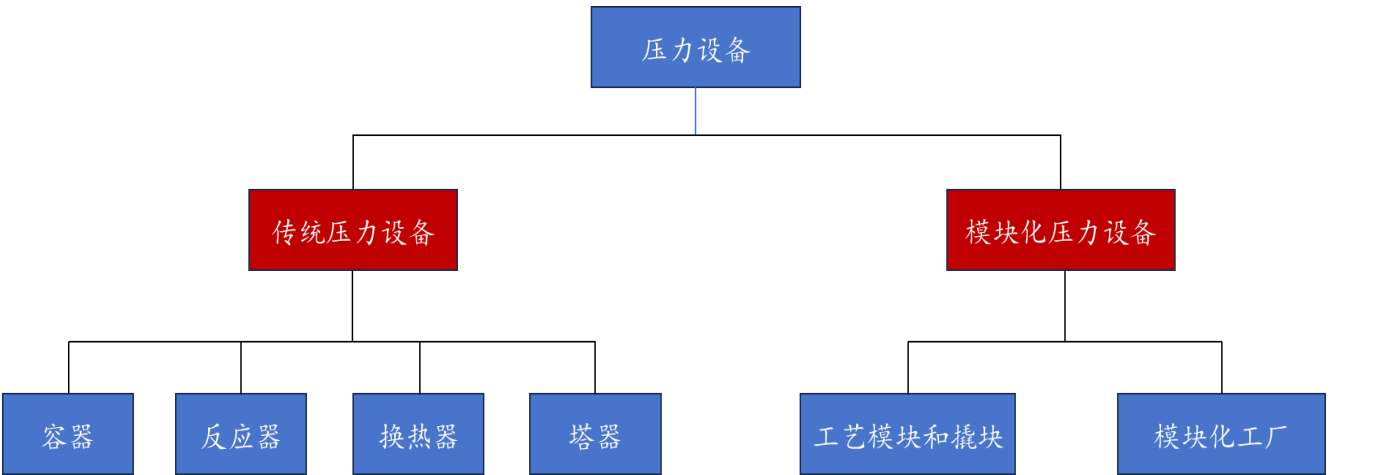 压力设备
传统压力设备
模块化压力设备
容器
反应器
换热器
塔器
工艺模块和撬块
模块化工厂